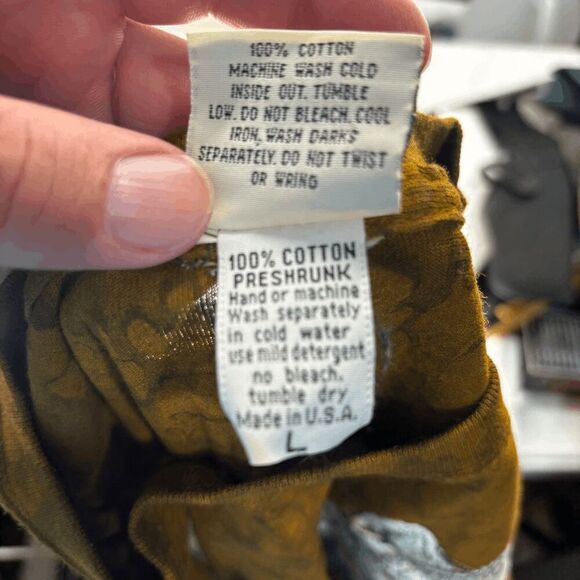 100% COTTON
MACHINE WASH COLD
INSIDE OUT. TUMBLE
LOW. DO NOT BLEACH. COOL
IRON, WASH DARKS
SEPARATELY. DO NOT TWIST
OR WRING
100% COTTON
PRESHRUNK
Hand or machine
Wash separately
in cold water
use mild detergent
no bleach.
tumble dry
Made in U.S.A.
L